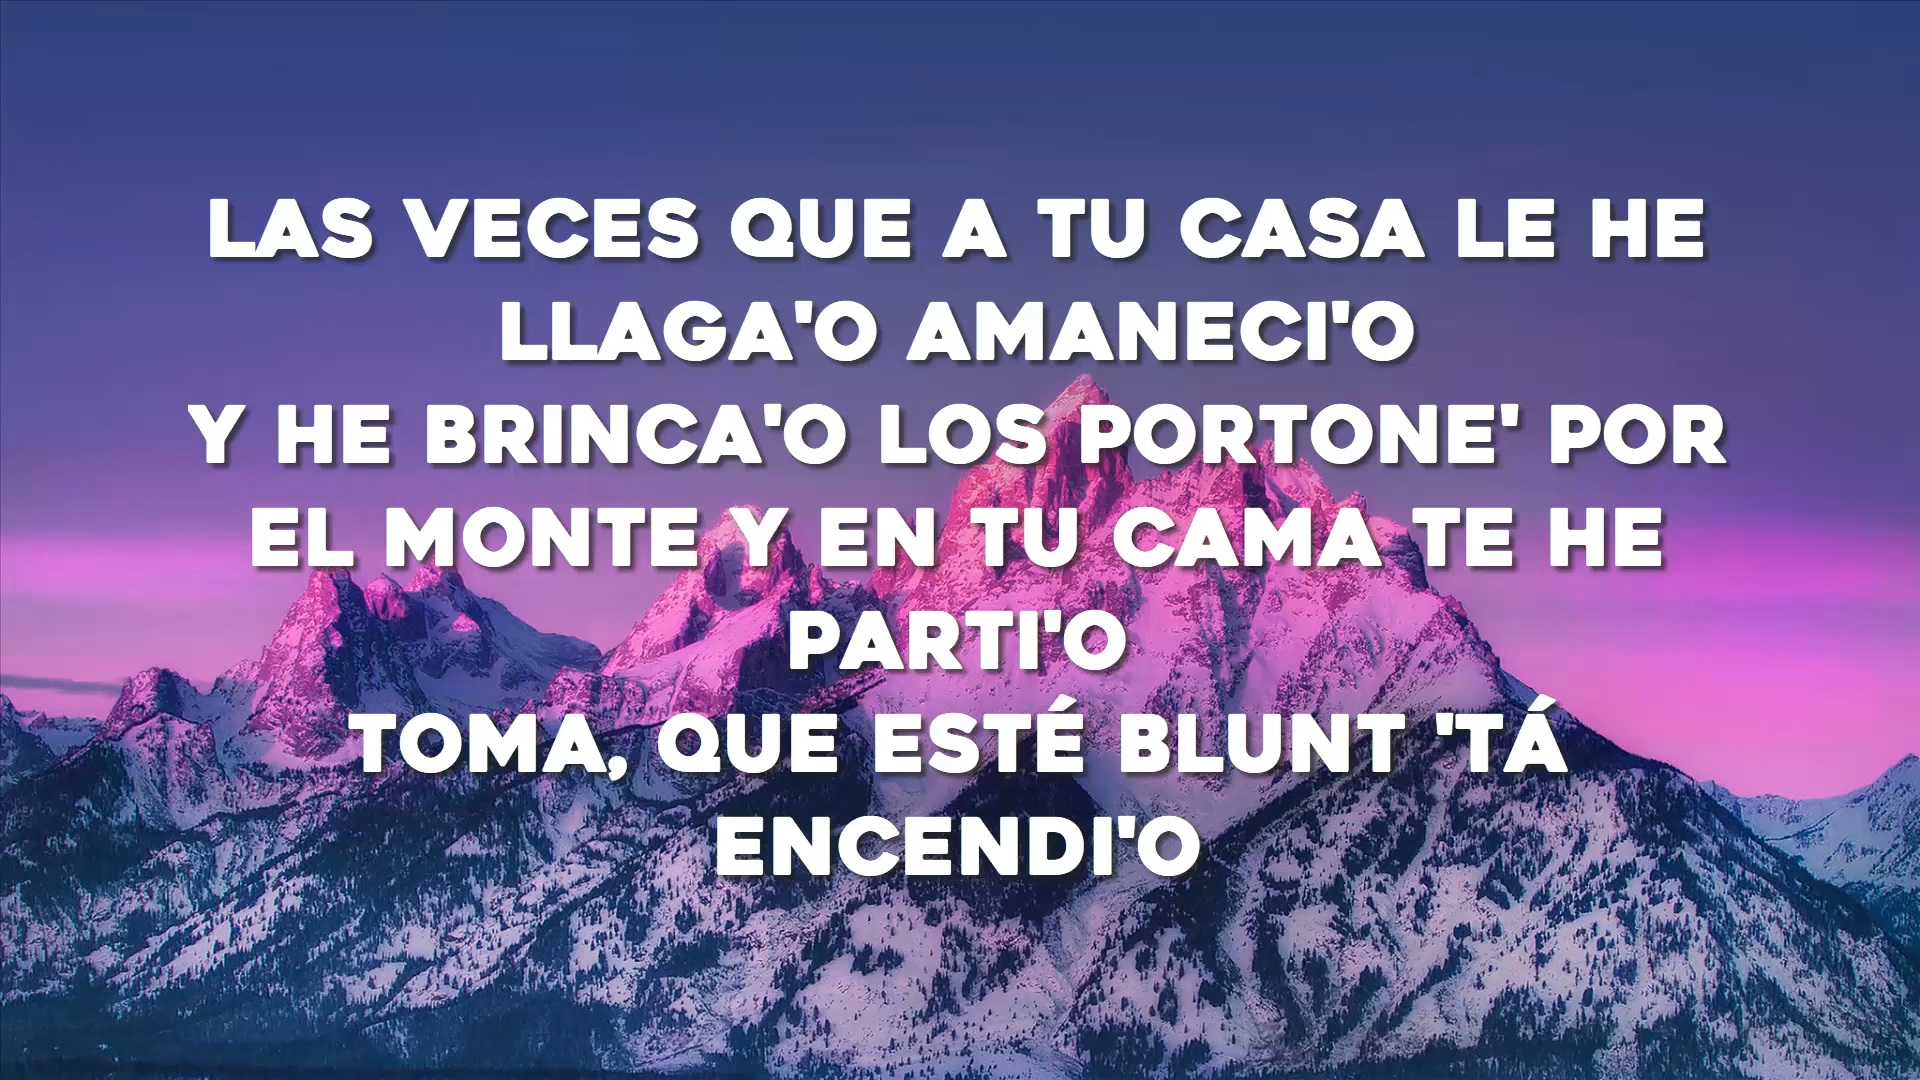 LAS VECES QUE A TU CASA LE HE
LLAGA'O AMANECI'O
Y HE BRINCA'O LOS PORTONE' POR
EL MONTE Y EN TU CAMA TE HE
PARTI'O
TOMA, QUE ESTÉ BLUNT 'TÁ
ENCENDI'O